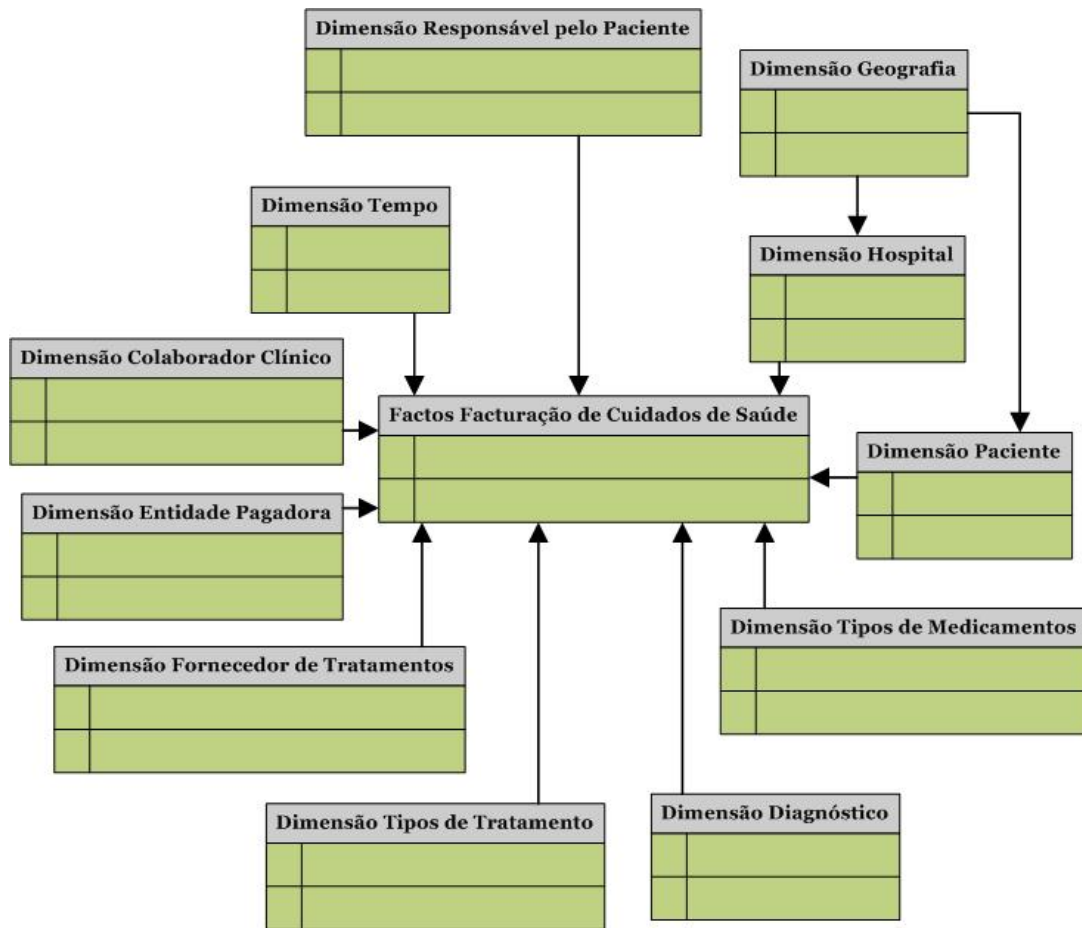 Dimensão Responsável pelo Paciente
Dimensão Geografia
Dimensão Tempo
Dimensão Hospital
Dimensão Colaborador Clínico
Factos Facturação de Cuidados de Saúde
Dimensão Paciente
Dimensão Entidade Pagadora
Dimensão Tipos de Medicamentos
Dimensão Fornecedor de Tratamentos
Dimensão Tipos de Tratamento
Dimensão Diagnóstico